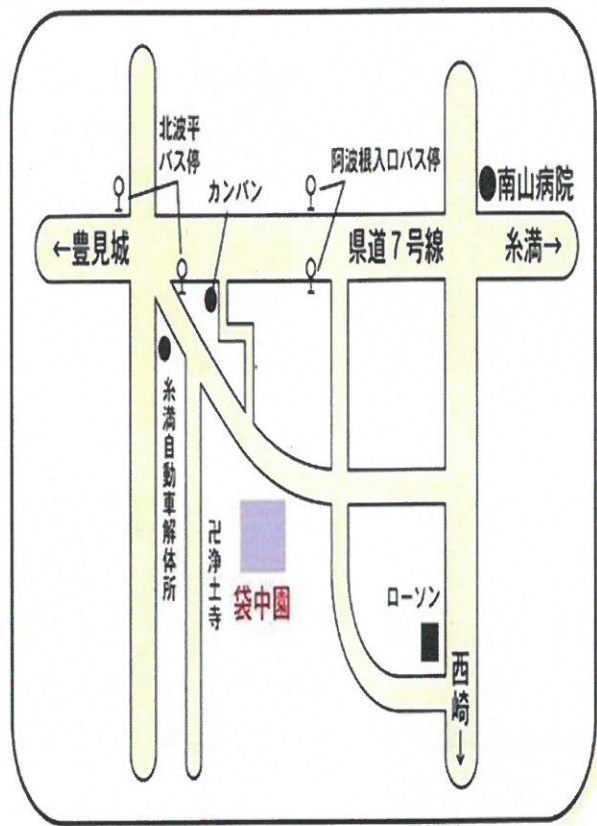 北波平
バス停
カンバン
阿波根入口バス停
南山病院
←豊見城
県道7号線
糸満→
糸満自動車解体所
卍浄土寺
袋中園
ローソン
西崎→